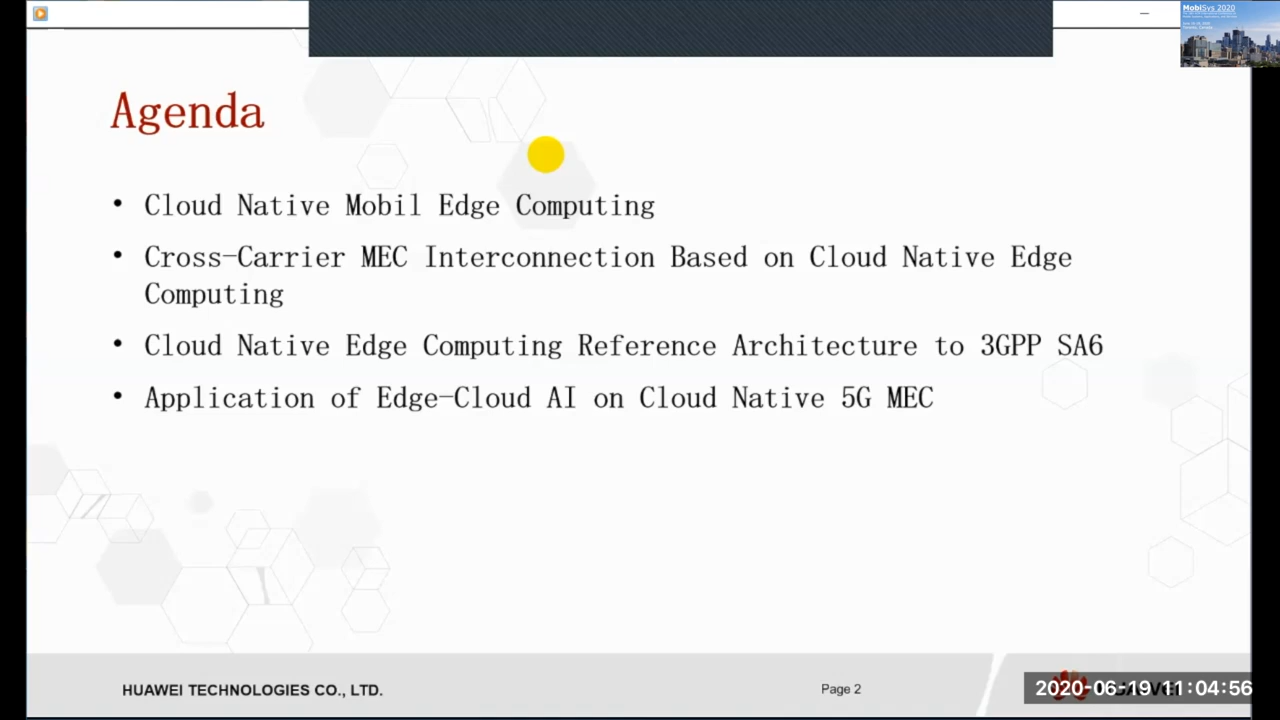 MobiSys 2020
Agenda
• Cloud Native Mobil Edge Computing
• Cross-Carrier MEC Interconnection Based on Cloud Native Edge
Computing
• Cloud Native Edge Computing Reference Architecture to 3GPP SA6
• Application of Edge-Cloud AI on Cloud Native 5G MEC
HUAWEI TECHNOLOGIES CO., LTD.
Page 2
2020-06-19 11:04:56